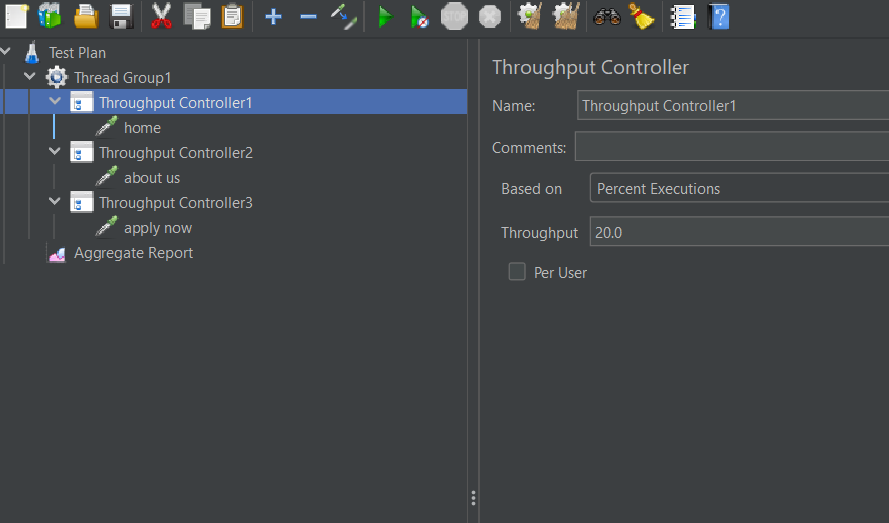 STOP
Test Plan
Thread Group1
Throughput Controller1
home
Throughput Controller2
about us
Throughput Controller3
apply now
Aggregate Report
Throughput Controller
Name: Throughput Controller1
Comments:
Based on Percent Executions
Throughput 20.0
Per User